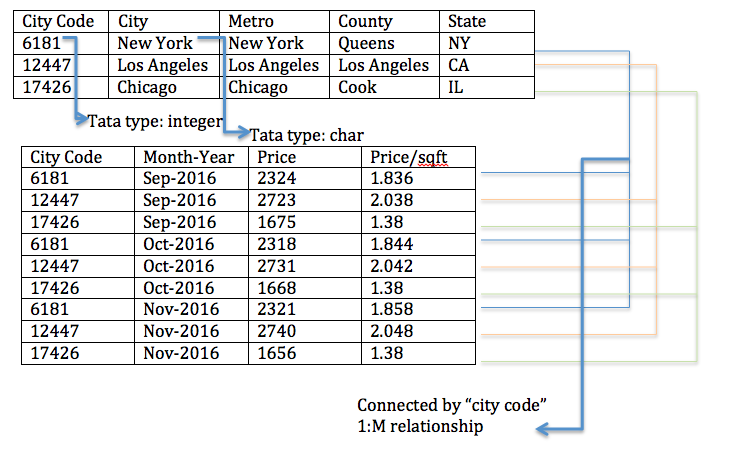 City Code City Metro County State
6181 New York New York Queens NY
12447 Los Angeles Los Angeles Los Angeles CA
17426 Chicago Chicago Cook IL
Tata type: integer
Tata type: char
City Code Month-Year Price Price/sqft
6181 Sep-2016 2324 1.836
12447 Sep-2016 2723 2.038
17426 Sep-2016 1675 1.38
6181 Oct-2016 2318 1.844
12447 Oct-2016 2731 2.042
17426 Oct-2016 1668 1.38
6181 Nov-2016 2321 1.858
12447 Nov-2016 2740 2.048
17426 Nov-2016 1656 1.38
Connected by “city code”
1:M relationship